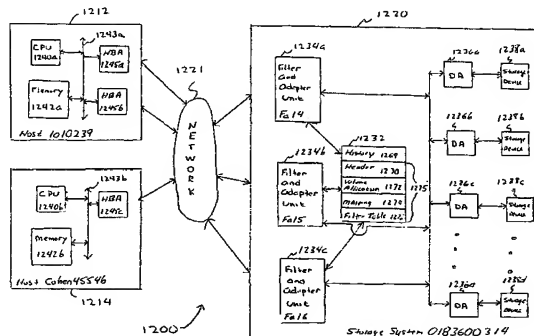 1212
1243a
CPU
1240a
HBA
1245a
Memory
1242a
HBA
1245b
Host 1010239
1243b
CPU
1240b
HBA
1245c
Memory
1242b
Host Cohen45546
1214
1221
NETWORK
1200
1220
1234a
Filter
and
Adapter
Unit
Fa14
1234b
Filter
and
Adapter
Unit
Fa15
1234c
Filter
and
Adapter
Unit
Fa16
1232
History 1269
Header
1270
Volume
Allocation 1272
Mapping 1274
Filter Table
1275
1236a
DA
1238a
Storage
Device
1236b
DA
1238b
Storage
Device
1236c
DA
1238c
Storage
Device
1236d
DA
1238d
Storage
Device
Storage System 0183600314